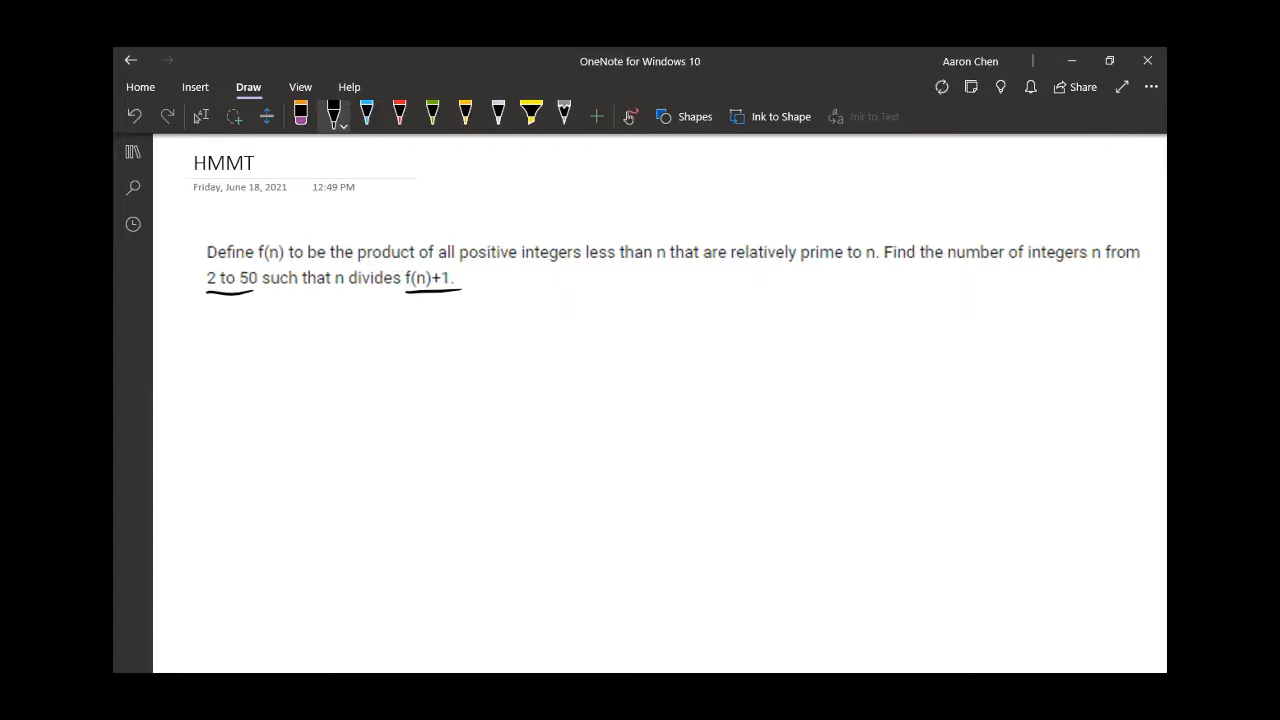 OneNote for Windows 10
Aaron Chen
Home Insert Draw View Help
Share
Shapes Ink to Shape Ink to Text
HMMT
Friday, June 18, 2021 12:49 PM
Define f(n) to be the product of all positive integers less than n that are relatively prime to n. Find the number of integers n from
2 to 50 such that n divides f(n)+1.